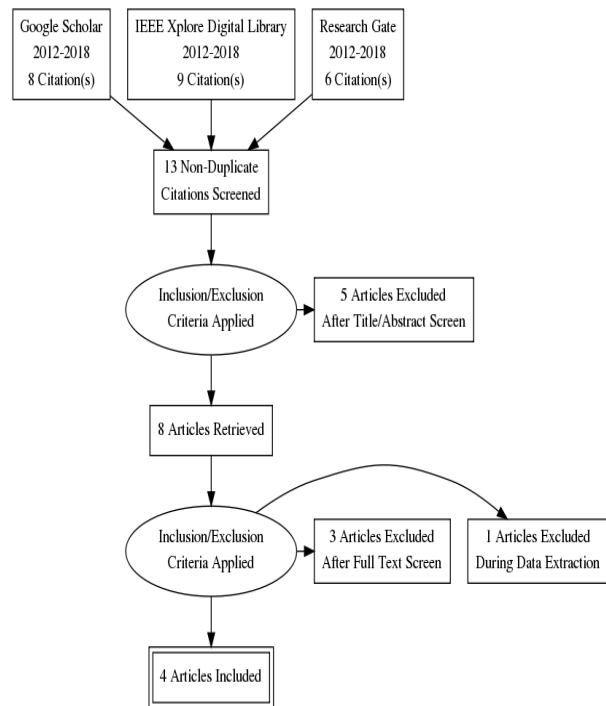 Google Scholar
2012-2018
8 Citation(s)
IEEE Xplore Digital Library
2012-2018
9 Citation(s)
Research Gate
2012-2018
6 Citation(s)
13 Non-Duplicate
Citations Screened
Inclusion/Exclusion
Criteria Applied
5 Articles Excluded
After Title/Abstract Screen
8 Articles Retrieved
Inclusion/Exclusion
Criteria Applied
3 Articles Excluded
After Full Text Screen
1 Articles Excluded
During Data Extraction
4 Articles Included